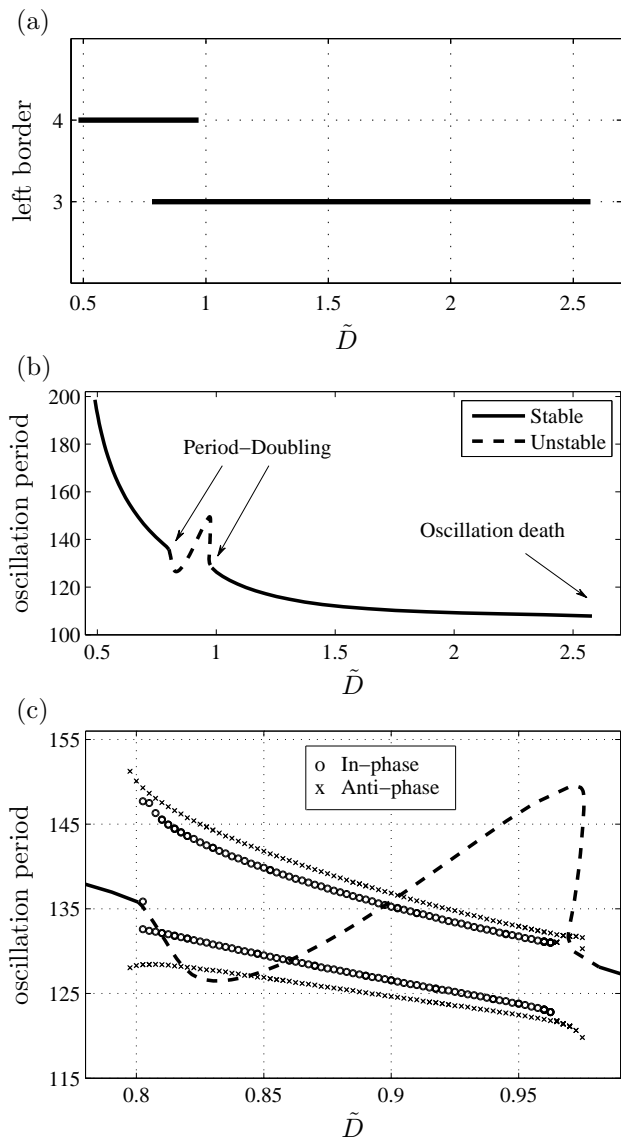 (a)
left border
4
3
0.5 1 1.5 2 2.5
D̃
(b)
oscillation period
200
180
160
140
120
100
Period−Doubling
Stable
Unstable
Oscillation death
0.5 1 1.5 2 2.5
D̃
(c)
oscillation period
155
145
135
125
115
In−phase
Anti−phase
0.8 0.85 0.9 0.95
D̃